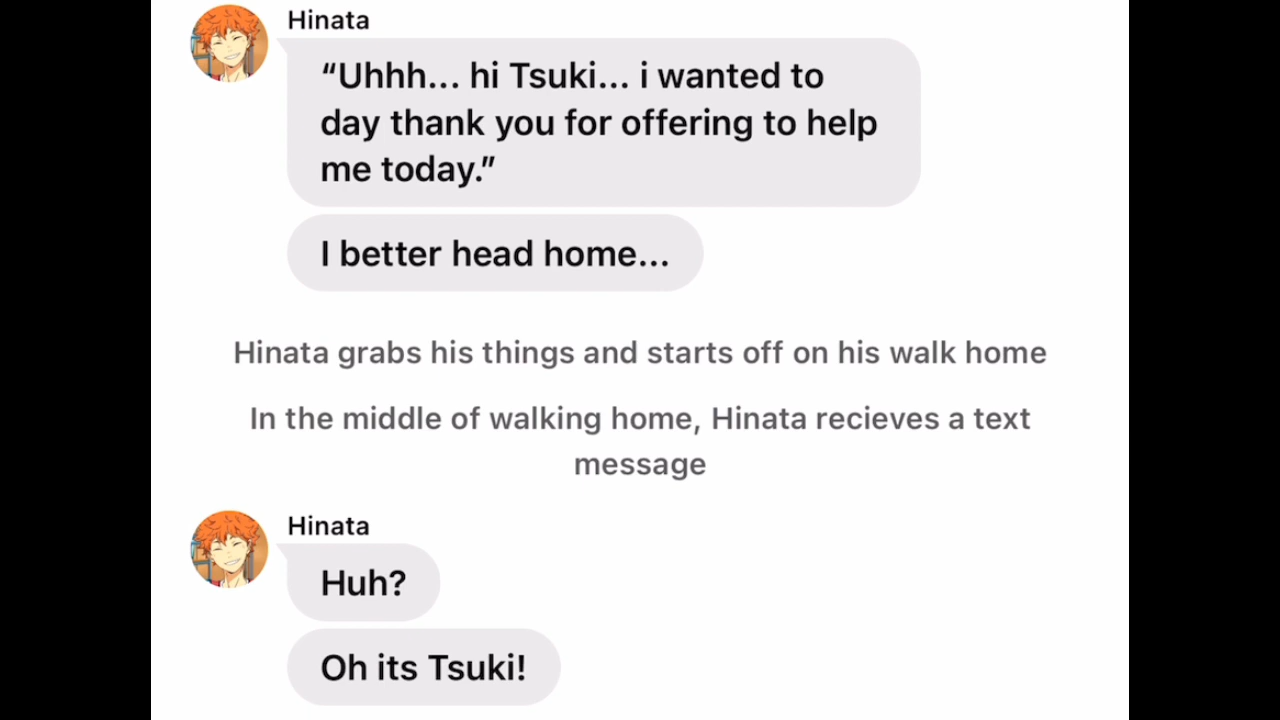 Hinata
“Uhhh... hi Tsuki... i wanted to
day thank you for offering to help
me today.”
I better head home...
Hinata grabs his things and starts off on his walk home
In the middle of walking home, Hinata recieves a text
message
Hinata
Huh?
Oh its Tsuki!